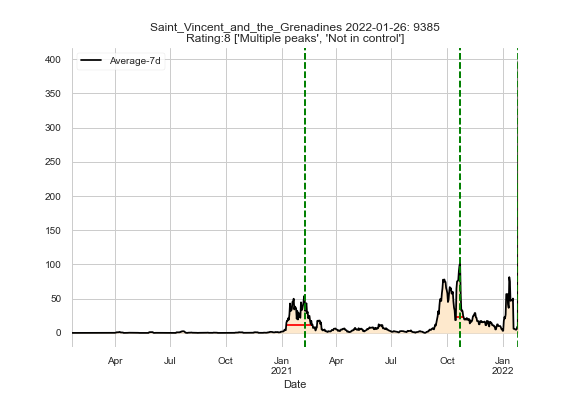 Saint_Vincent_and_the_Grenadines 2022-01-26: 9385
Rating:8 ['Multiple peaks', 'Not in control']
Average-7d
400
350
300
250
200
150
100
50
0
Apr Jul Oct Jan Apr Jul Oct Jan
2021 2022
Date